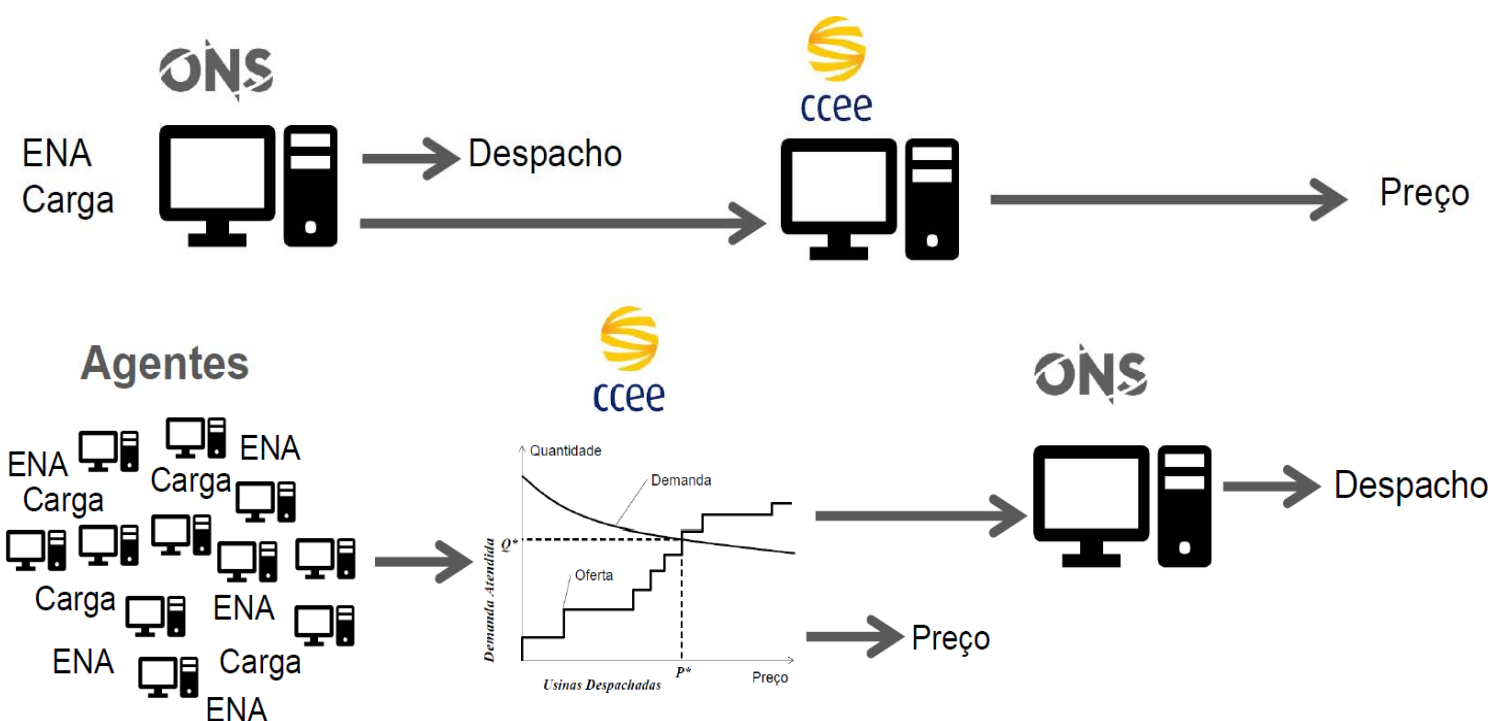 ONS
ccee
ENA
Carga
Despacho
Preço
Agentes
ccee
ONS
ENA
Carga
ENA
Carga
Carga
ENA
ENA
Carga
ENA
Quantidade
Demanda
Q*
Oferta
Demanda Atendida
P*
Preço
Usinas Despachadas
Despacho
Preço